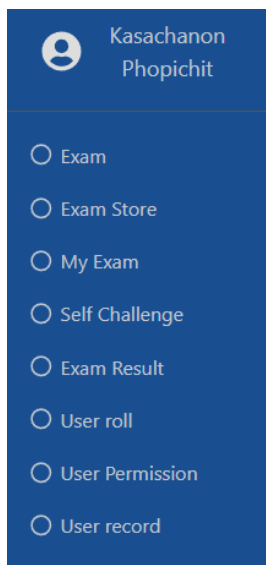 Kasachanon
Phopichit
Exam
Exam Store
My Exam
Self Challenge
Exam Result
User roll
User Permission
User record